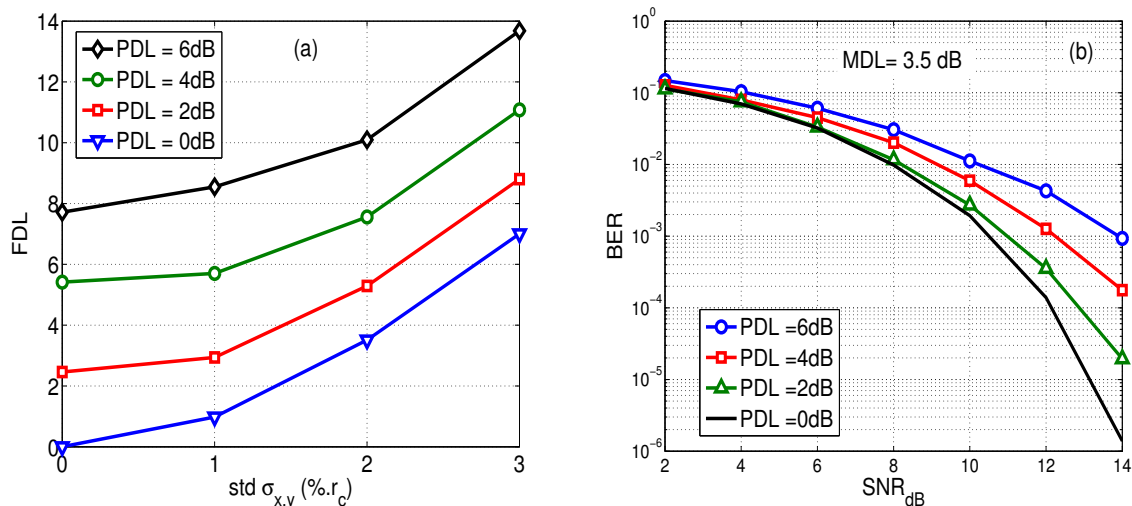 (a)
PDL = 6dB
PDL = 4dB
PDL = 2dB
PDL = 0dB
14
12
10
8
6
4
2
0
FDL
0 1 2 3
std σx,y (%.rc)
(b)
MDL= 3.5 dB
10^0
10^-1
10^-2
10^-3
10^-4
10^-5
10^-6
BER
PDL =6dB
PDL =4dB
PDL =2dB
PDL =0dB
2 4 6 8 10 12 14
SNRdB